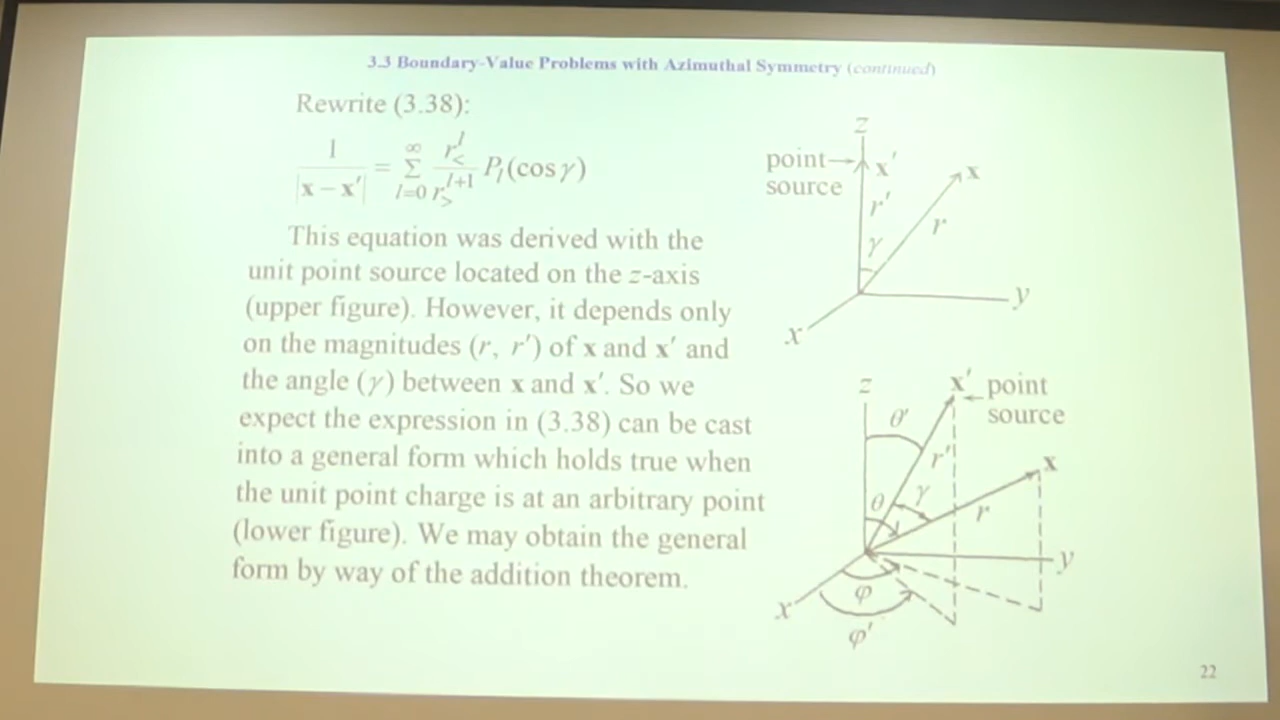 3.3 Boundary-Value Problems with Azimuthal Symmetry (continued)
Rewrite (3.38):
1/|x − x′| = Σ_{l=0}^{∞} r_<^l / r_>^{l+1} P_l(cos γ)
This equation was derived with the
unit point source located on the z-axis
(upper figure). However, it depends only
on the magnitudes (r, r′) of x and x′ and
the angle (γ) between x and x′. So we
expect the expression in (3.38) can be cast
into a general form which holds true when
the unit point charge is at an arbitrary point
(lower figure). We may obtain the general
form by way of the addition theorem.
z
point
source
x′
x
r′
r
γ
y
x
z
x′
point
source
θ′
r′
x
θ
γ
r
y
x
φ
φ′
22